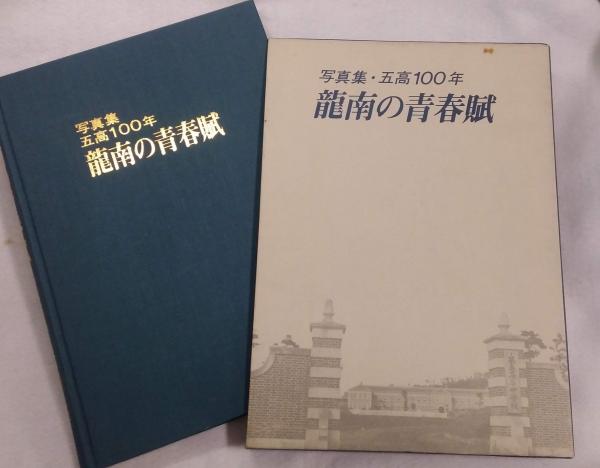 写真集
五高100年
龍南の青春賦
写真集・五高100年
龍南の青春賦